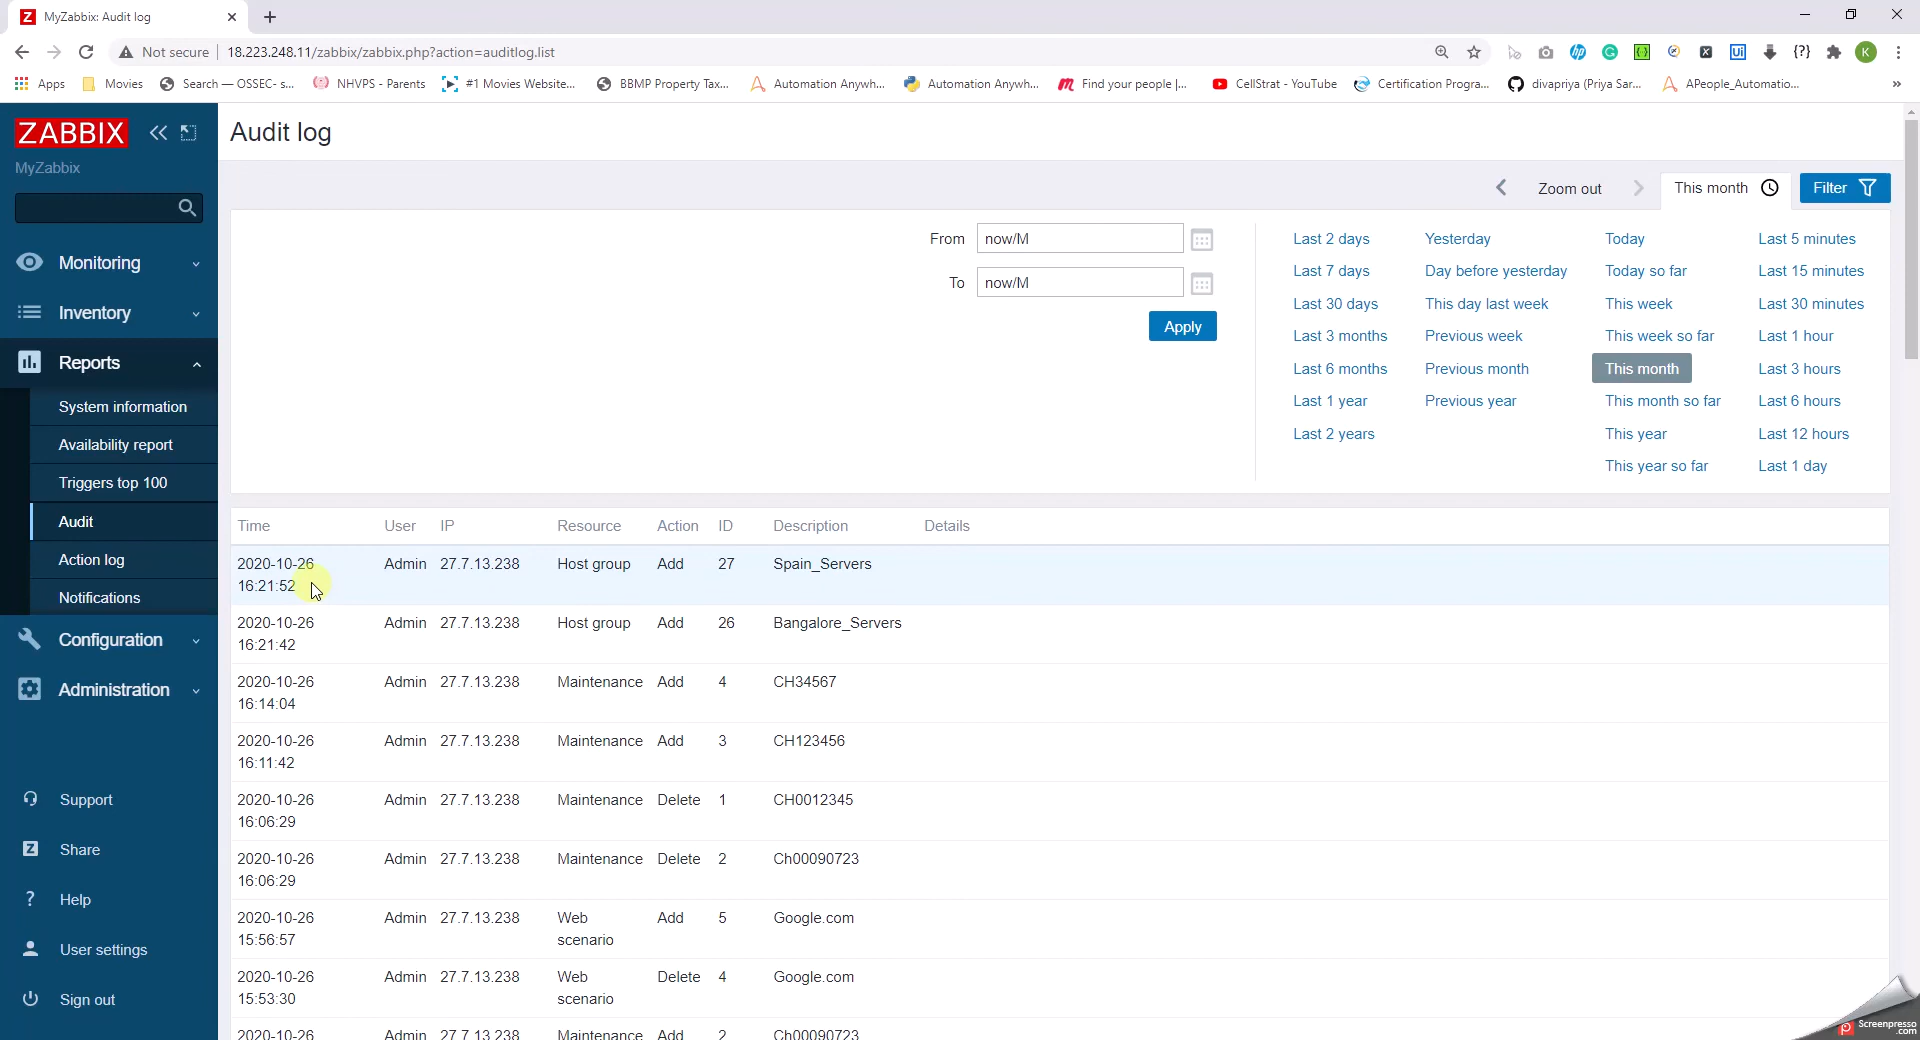 MyZabbix: Audit log
Not secure
18.223.248.11/zabbix/zabbix.php?action=auditlog.list
Apps
Movies
Search — OSSEC- s...
NHVPS - Parents
#1 Movies Website...
BBMP Property Tax...
Automation Anywh...
Automation Anywh...
Find your people |...
CellStrat - YouTube
Certification Progra...
divapriya (Priya Sar...
APeople_Automatio...
ZABBIX
MyZabbix
Monitoring
Inventory
Reports
System information
Availability report
Triggers top 100
Audit
Action log
Notifications
Configuration
Administration
Support
Share
Help
User settings
Sign out
Audit log
Zoom out
This month
Filter
From now/M
To now/M
Apply
Last 2 days Yesterday Today Last 5 minutes
Last 7 days Day before yesterday Today so far Last 15 minutes
Last 30 days This day last week This week Last 30 minutes
Last 3 months Previous week This week so far Last 1 hour
Last 6 months Previous month This month Last 3 hours
Last 1 year Previous year This month so far Last 6 hours
Last 2 years This year Last 12 hours
This year so far Last 1 day
Time User IP Resource Action ID Description Details
2020-10-26 Admin 27.7.13.238 Host group Add 27 Spain_Servers
16:21:52
2020-10-26 Admin 27.7.13.238 Host group Add 26 Bangalore_Servers
16:21:42
2020-10-26 Admin 27.7.13.238 Maintenance Add 4 CH34567
16:14:04
2020-10-26 Admin 27.7.13.238 Maintenance Add 3 CH123456
16:11:42
2020-10-26 Admin 27.7.13.238 Maintenance Delete 1 CH0012345
16:06:29
2020-10-26 Admin 27.7.13.238 Maintenance Delete 2 Ch00090723
16:06:29
2020-10-26 Admin 27.7.13.238 Web Add 5 Google.com
15:56:57 scenario
2020-10-26 Admin 27.7.13.238 Web Delete 4 Google.com
15:53:30 scenario
2020-10-26 Admin 27.7.13.238 Maintenance Add 2 Ch00090723
Screenpresso
.com